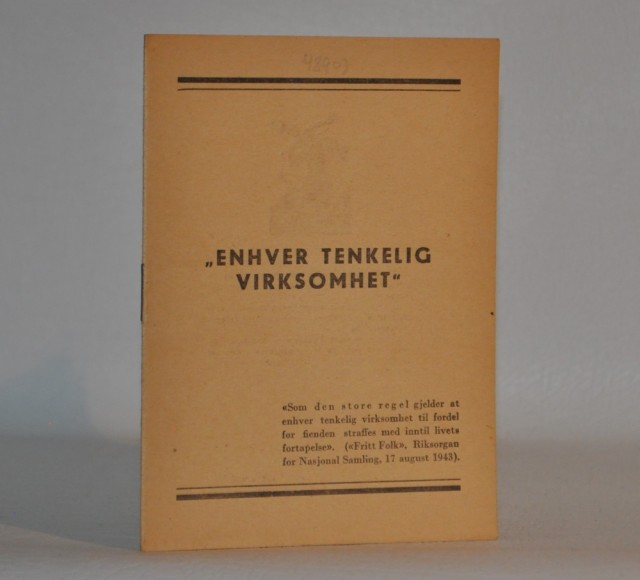 „ENHVER TENKELIG
VIRKSOMHET“
«Som den store regel gjelder at
enhver tenkelig virksomhet til fordel
for fienden straffes med inntil livets
fortapelse». («Fritt Folk», Riksorgan
for Nasjonal Samling, 17 august 1943).